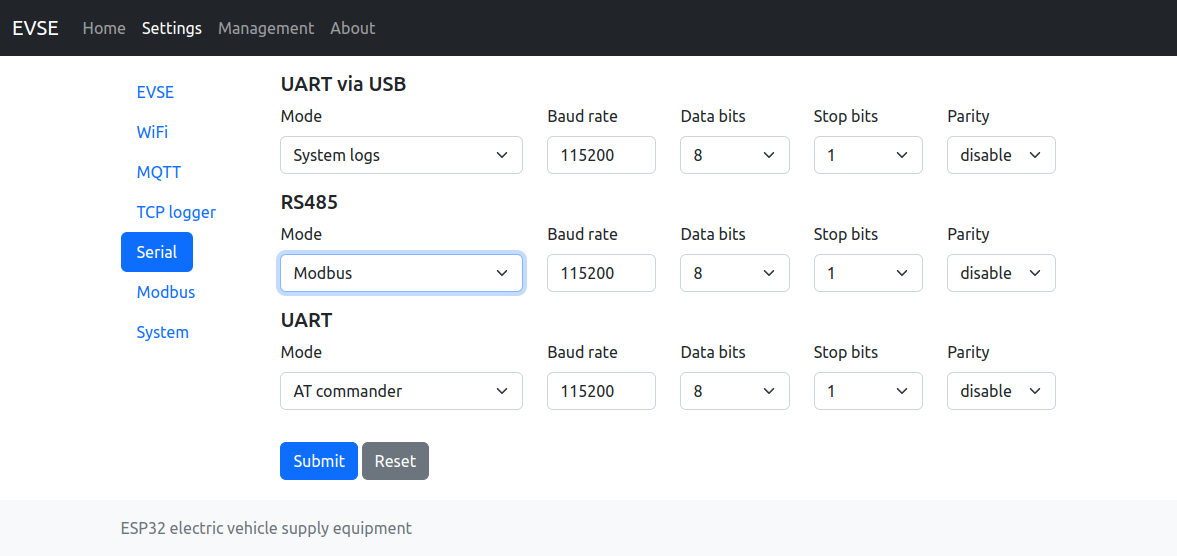 EVSE Home Settings Management About
EVSE
WiFi
MQTT
TCP logger
Serial
Modbus
System
UART via USB
Mode Baud rate Data bits Stop bits Parity
System logs 115200 8 1 disable
RS485
Mode Baud rate Data bits Stop bits Parity
Modbus 115200 8 1 disable
UART
Mode Baud rate Data bits Stop bits Parity
AT commander 115200 8 1 disable
Submit Reset
ESP32 electric vehicle supply equipment